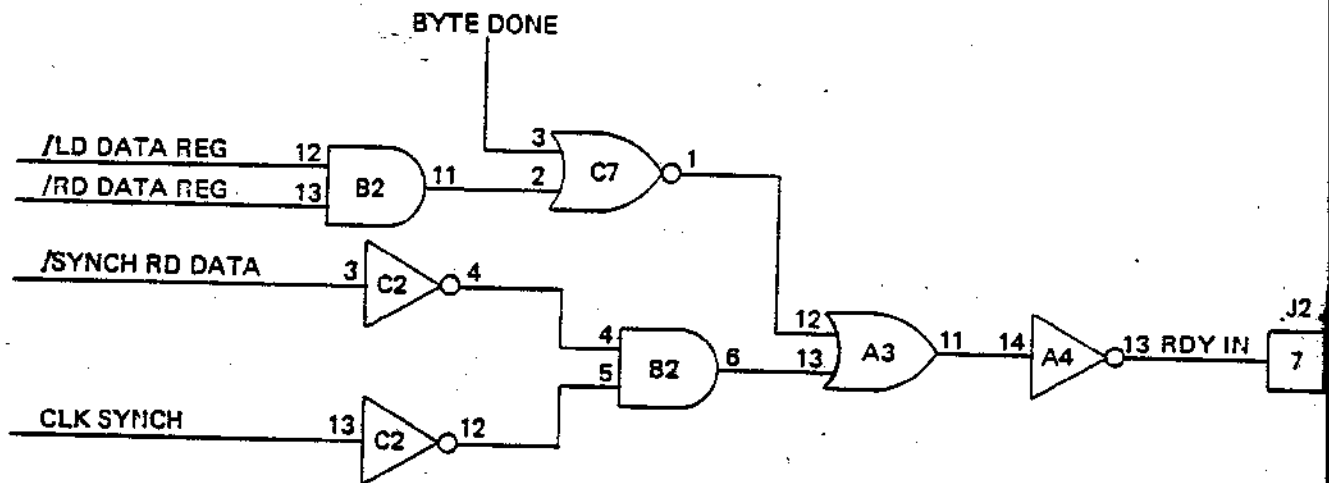 BYTE DONE
/LD DATA REG 12
/RD DATA REG 13
B2 11
3
2
C7 1
/SYNCH RD DATA 3 C2 4
4
5
B2 6
CLK SYNCH 13 C2 12
12
13
A3 11
14 A4 13 RDY IN
J2
7